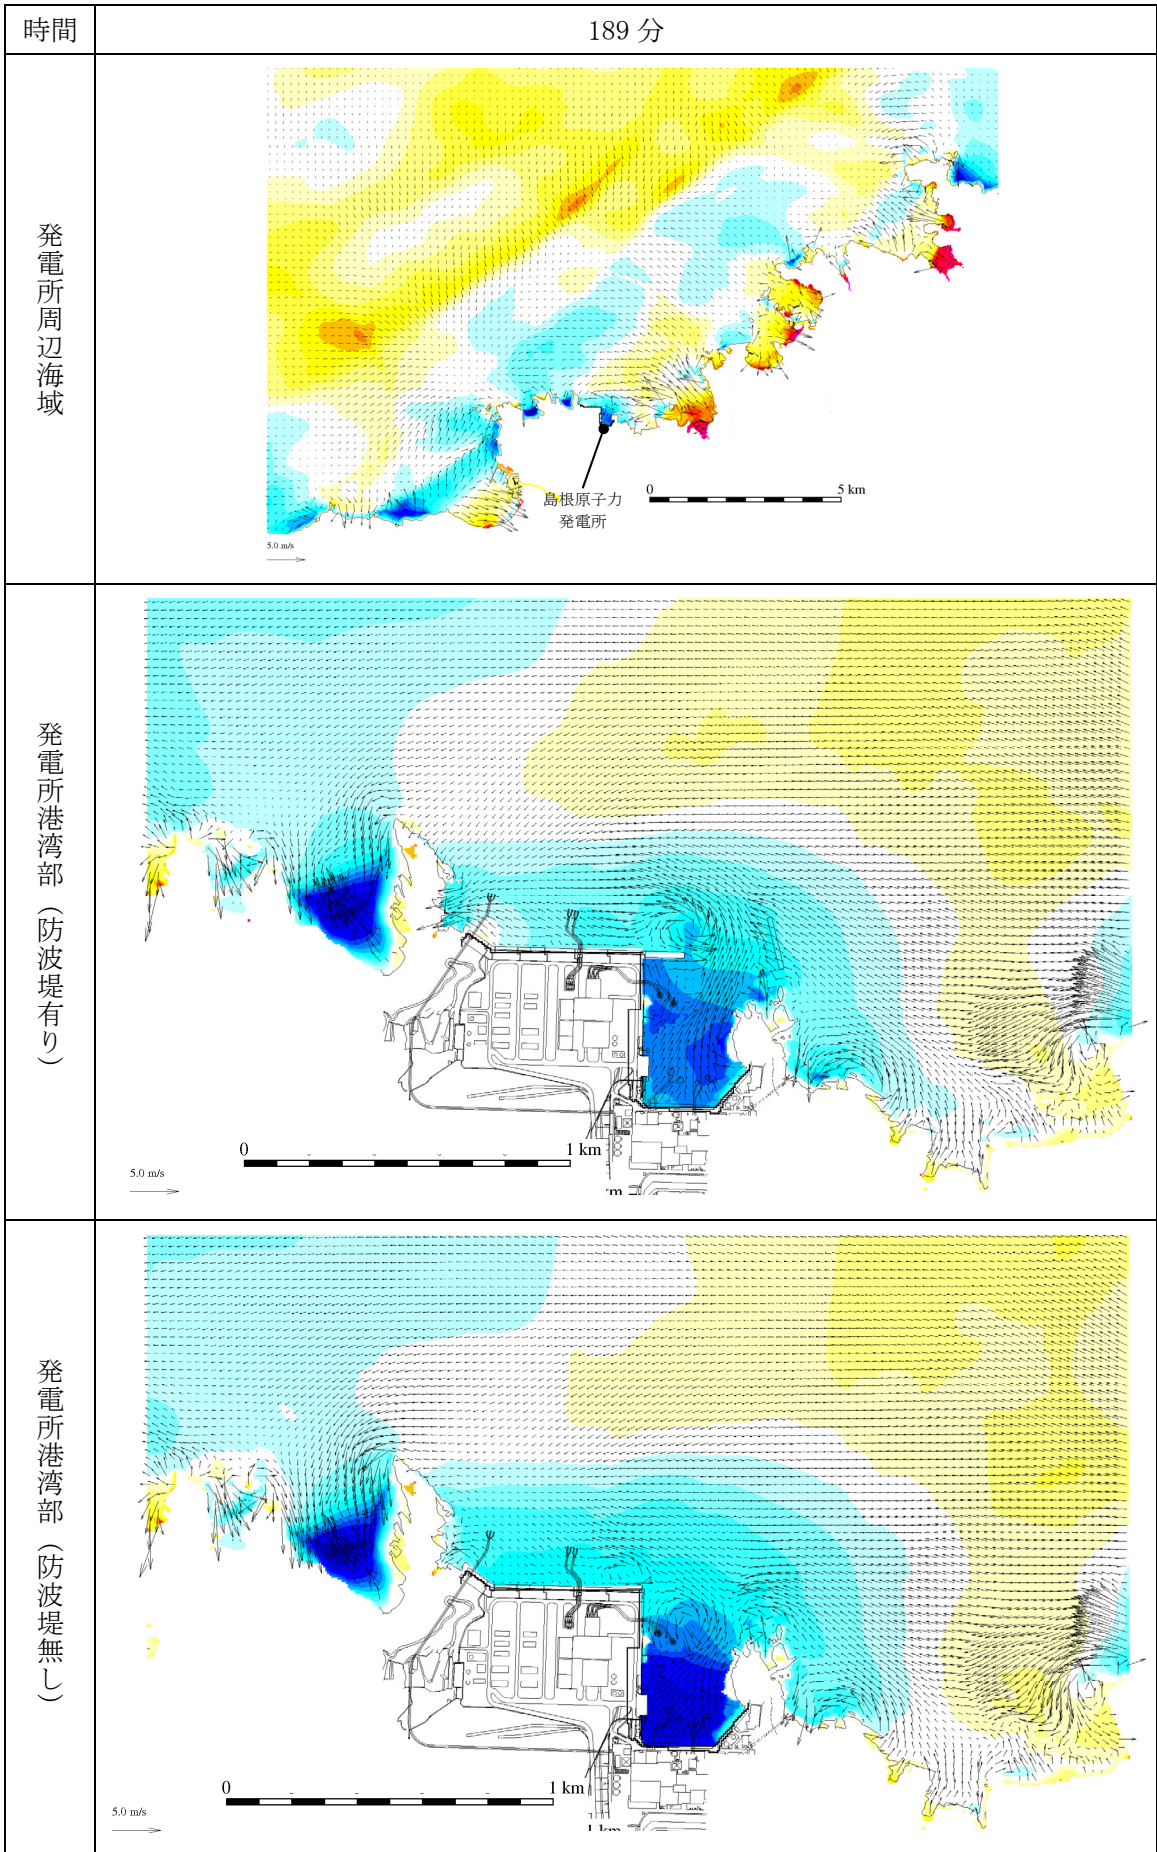 時間
189 分
発電所周辺海域
島根原子力
発電所
0
5 km
5.0 m/s
発電所港湾部（防波堤有り）
0
1 km
5.0 m/s
発電所港湾部（防波堤無し）
0
1 km
5.0 m/s
1 km